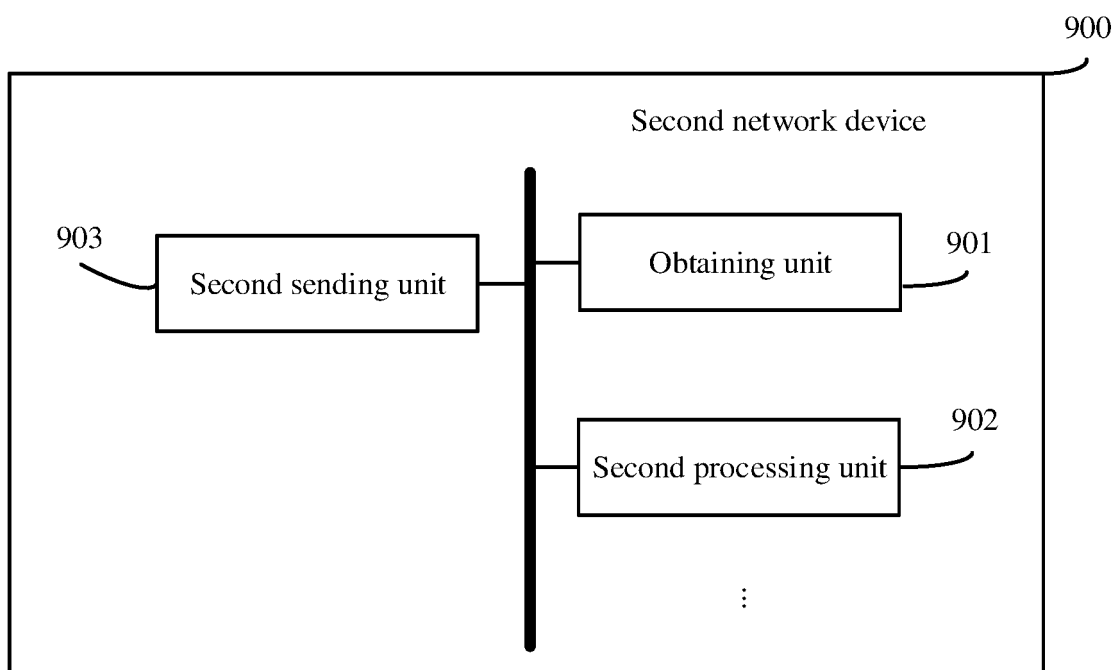 900
Second network device
903
Second sending unit
Obtaining unit
901
Second processing unit
902
⋮